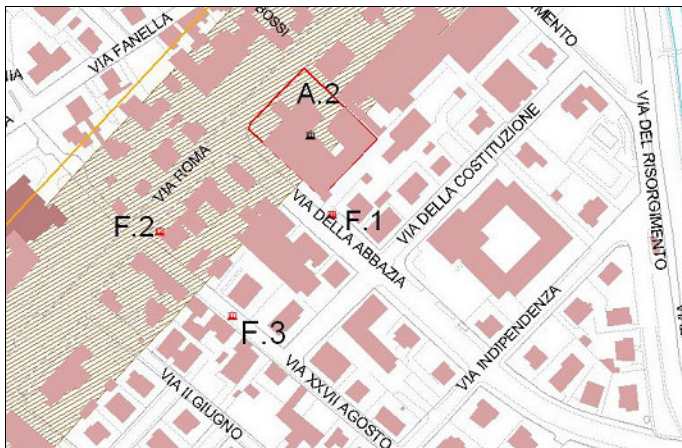 BOSSI
VIA FANELLA
A.2
VIA ROMA
VIA DELLA COSTITUZIONE
VIA DEL RISORGIMENTO
F.1
F.2
VIA DELLA ABBAZIA
F.3
VIA INDIPENDENZA
VIA XXVII AGOSTO
VIA II GIUGNO